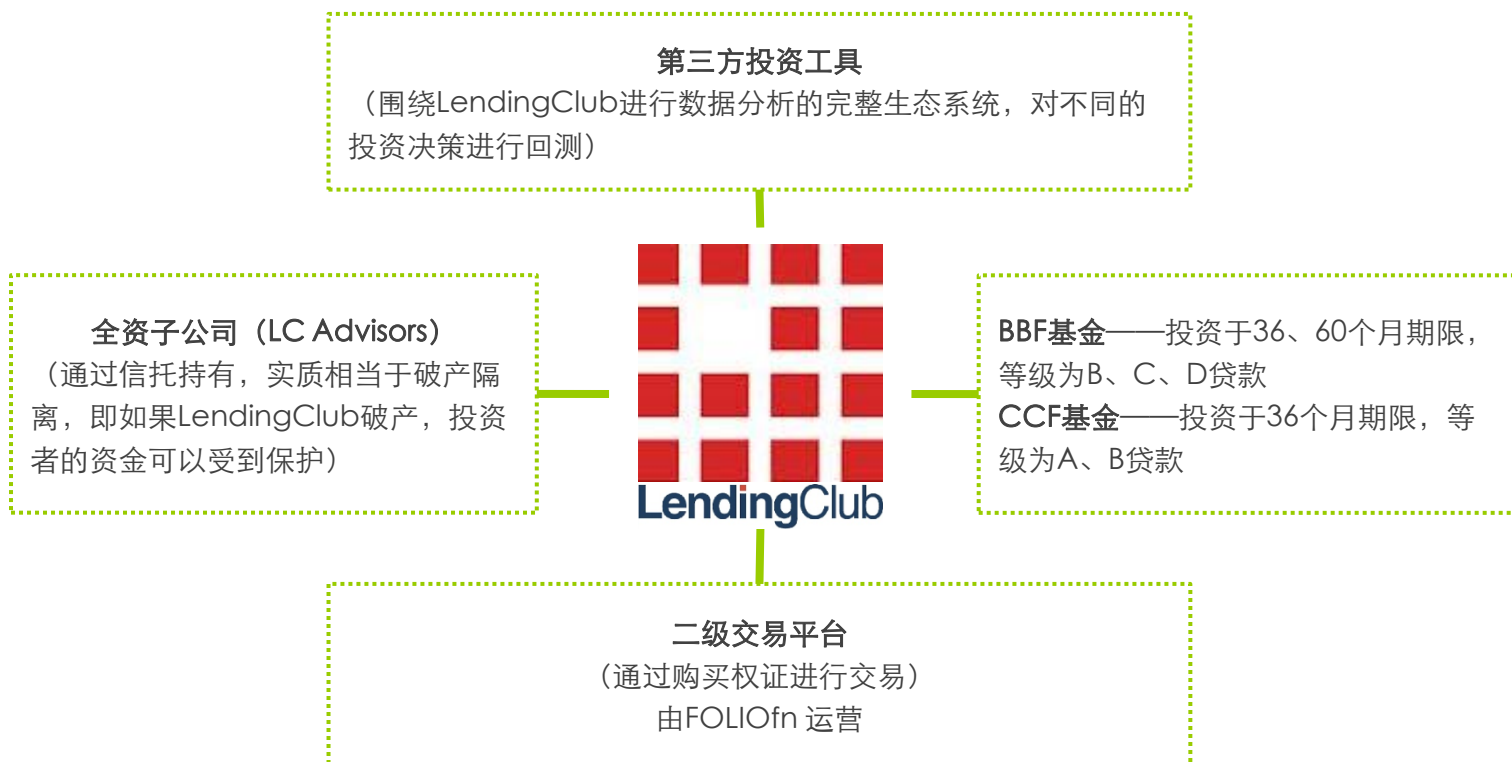 第三方投资工具
（围绕LendingClub进行数据分析的完整生态系统，对不同的
投资决策进行回测）
全资子公司（LC Advisors）
（通过信托持有，实质相当于破产隔
离，即如果LendingClub破产，投资
者的资金可以受到保护）
LendingClub
BBF基金——投资于36、60个月期限，
等级为B、C、D贷款
CCF基金——投资于36个月期限，等
级为A、B贷款
二级交易平台
（通过购买权证进行交易）
由FOLIOfn 运营